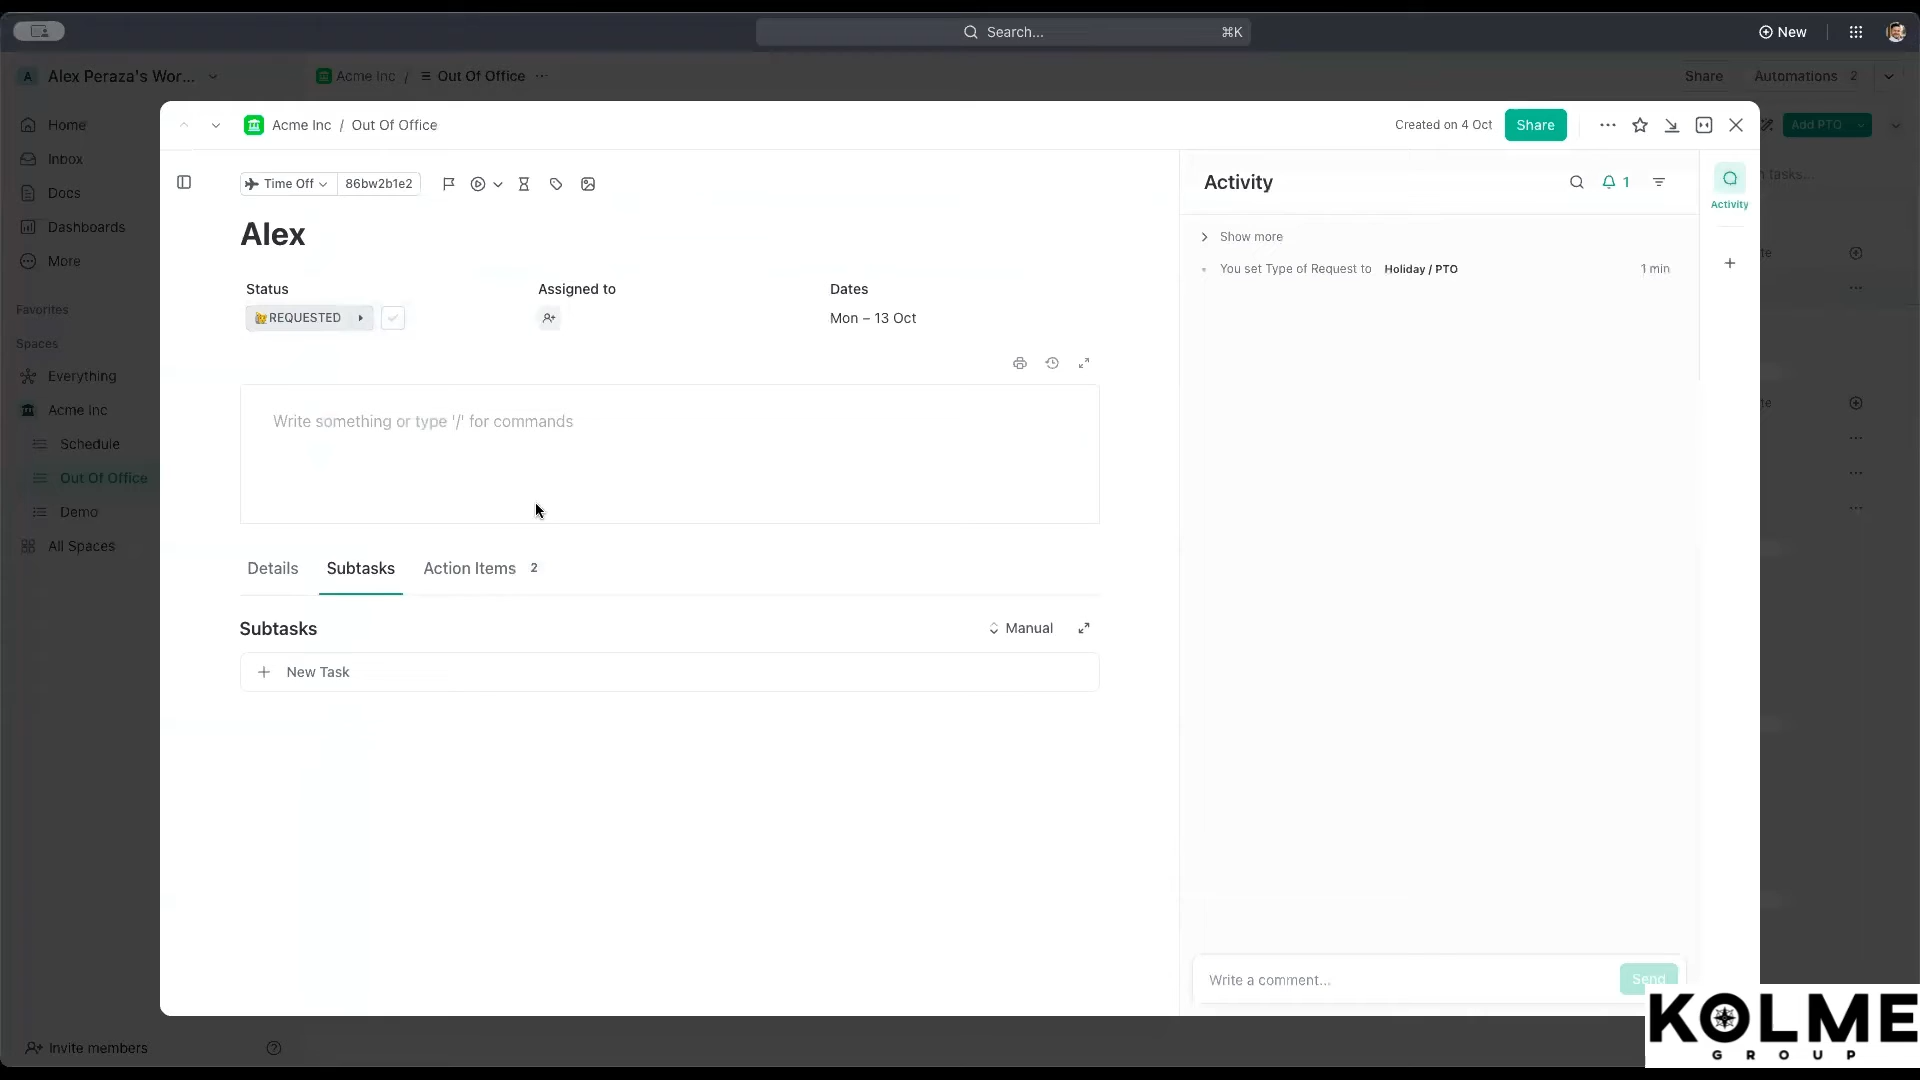 Search...
⌘K
New
A Alex Peraza's Wor...
Acme Inc / Out Of Office ...
Share
Automations 2
Home
Inbox
Docs
Dashboards
More
Favorites
Spaces
Everything
Acme Inc
Schedule
Out Of Office
Demo
All Spaces
Invite members
Add PTO
tasks...
Acme Inc / Out Of Office
Created on 4 Oct
Share
Time Off
86bw2b1e2
Alex
Status
Assigned to
Dates
REQUESTED
Mon – 13 Oct
Write something or type '/' for commands
Details
Subtasks
Action Items 2
Subtasks
Manual
New Task
Activity
1
Show more
You set Type of Request to Holiday / PTO
1 min
Activity
Write a comment...
Send
KOLME
GROUP